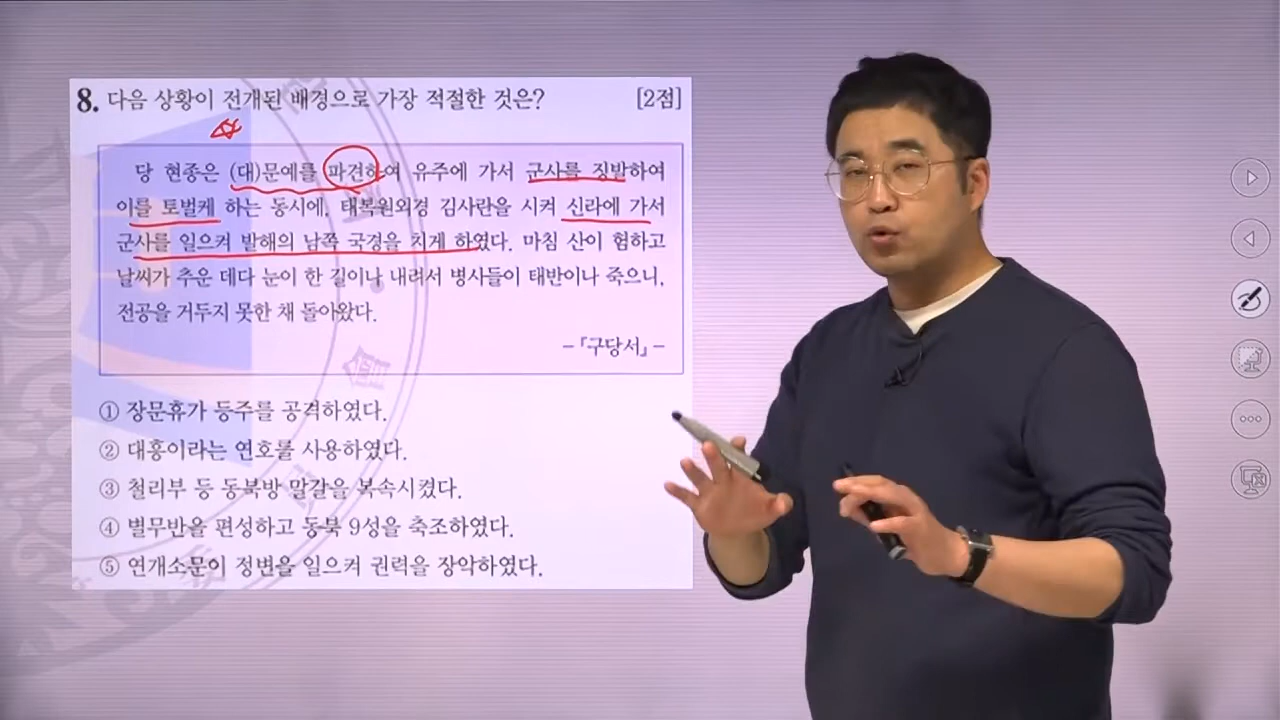 8. 다음 상황이 전개된 배경으로 가장 적절한 것은? [2점]
당 현종은 (대)문예를 파견하여 유주에 가서 군사를 징발하여
이를 토벌케 하는 동시에, 태복원외경 김사란을 시켜 신라에 가서
군사를 일으켜 발해의 남쪽 국경을 치게 하였다. 마침 산이 험하고
날씨가 추운 데다 눈이 한 길이나 내려서 병사들이 태반이나 죽으니,
전공을 거두지 못한 채 돌아왔다.
-『구당서』-
① 장문휴가 등주를 공격하였다.
② 대흥이라는 연호를 사용하였다.
③ 철리부 등 동북방 말갈을 복속시켰다.
④ 별무반을 편성하고 동북 9성을 축조하였다.
⑤ 연개소문이 정변을 일으켜 권력을 장악하였다.